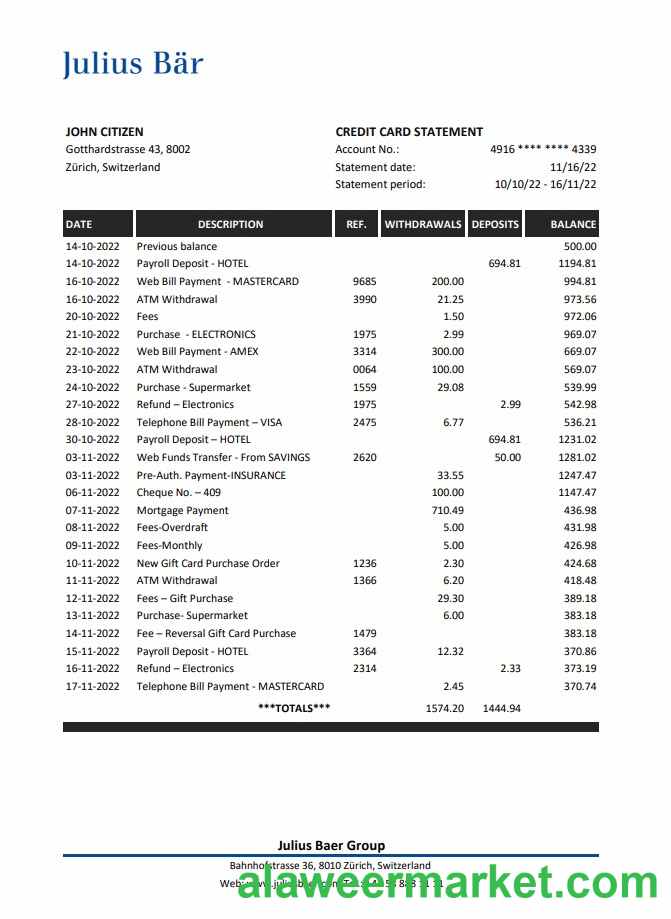 Julius Bär
JOHN CITIZEN
Gotthardstrasse 43, 8002
Zürich, Switzerland
CREDIT CARD STATEMENT
Account No.: 4916 **** **** 4339
Statement date: 11/16/22
Statement period: 10/10/22 - 16/11/22
DATE DESCRIPTION REF. WITHDRAWALS DEPOSITS BALANCE
14-10-2022 Previous balance 500.00
14-10-2022 Payroll Deposit - HOTEL 694.81 1194.81
16-10-2022 Web Bill Payment - MASTERCARD 9685 200.00 994.81
16-10-2022 ATM Withdrawal 3990 21.25 973.56
20-10-2022 Fees 1.50 972.06
21-10-2022 Purchase - ELECTRONICS 1975 2.99 969.07
22-10-2022 Web Bill Payment - AMEX 3314 300.00 669.07
23-10-2022 ATM Withdrawal 0064 100.00 569.07
24-10-2022 Purchase - Supermarket 1559 29.08 539.99
27-10-2022 Refund – Electronics 1975 2.99 542.98
28-10-2022 Telephone Bill Payment – VISA 2475 6.77 536.21
30-10-2022 Payroll Deposit – HOTEL 694.81 1231.02
03-11-2022 Web Funds Transfer - From SAVINGS 2620 50.00 1281.02
03-11-2022 Pre-Auth. Payment-INSURANCE 33.55 1247.47
06-11-2022 Cheque No. – 409 100.00 1147.47
07-11-2022 Mortgage Payment 710.49 436.98
08-11-2022 Fees-Overdraft 5.00 431.98
09-11-2022 Fees-Monthly 5.00 426.98
10-11-2022 New Gift Card Purchase Order 1236 2.30 424.68
11-11-2022 ATM Withdrawal 1366 6.20 418.48
12-11-2022 Fees – Gift Purchase 29.30 389.18
13-11-2022 Purchase- Supermarket 6.00 383.18
14-11-2022 Fee – Reversal Gift Card Purchase 1479 383.18
15-11-2022 Payroll Deposit - HOTEL 3364 12.32 370.86
16-11-2022 Refund – Electronics 2314 2.33 373.19
17-11-2022 Telephone Bill Payment - MASTERCARD 2.45 370.74
***TOTALS*** 1574.20 1444.94
Julius Baer Group
Bahnhofstrasse 36, 8010 Zürich, Switzerland
alaweermarket.com